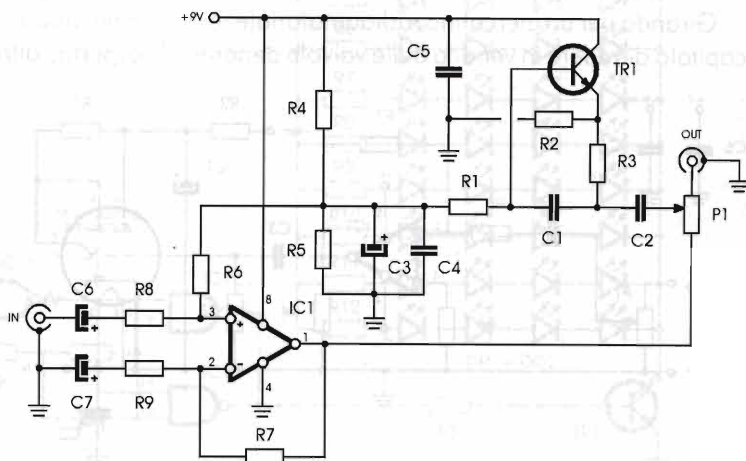 +9V
C5
TR1
R4
R2
OUT
R3
R1
P1
C1
C2
R5
C3
+
C4
R6
IC1
8
C6
R8
3
+
IN
+
1
2
−
4
+
C7
R9
R7